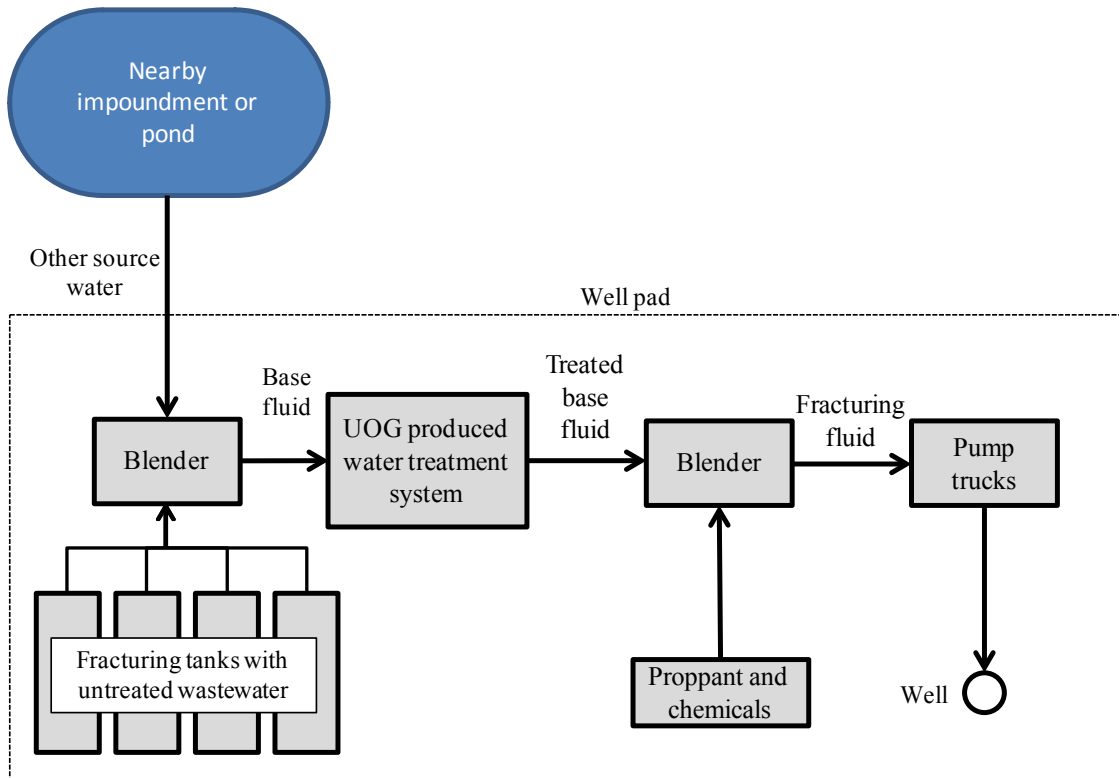 Nearby
impoundment or
pond
Other source
water
Well pad
Base
fluid
Treated
base
fluid
Fracturing
fluid
Blender
UOG produced
water treatment
system
Blender
Pump
trucks
Fracturing tanks with
untreated wastewater
Proppant and
chemicals
Well